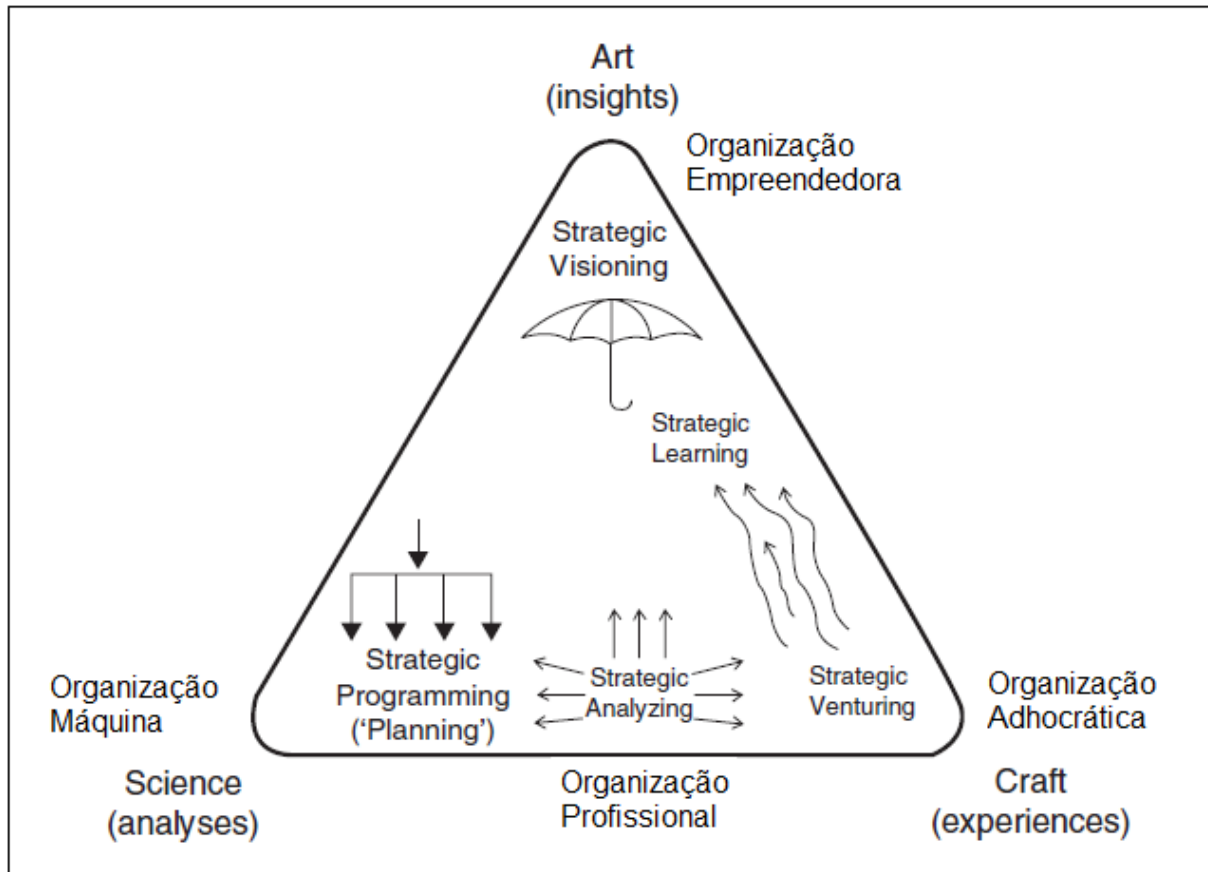 Art
(insights)
Organização
Empreendedora
Strategic
Visioning
Strategic
Learning
Strategic
Programming
('Planning')
Strategic
Analyzing
Strategic
Venturing
Organização
Máquina
Organização
Adhocrática
Science
(analyses)
Organização
Profissional
Craft
(experiences)